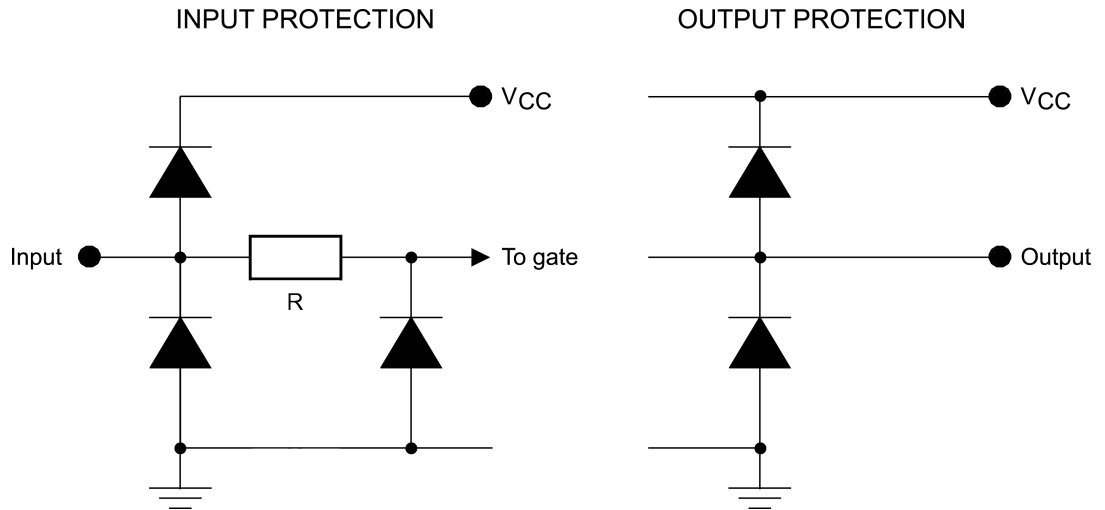 INPUT PROTECTION
OUTPUT PROTECTION
VCC
VCC
Input
To gate
Output
R